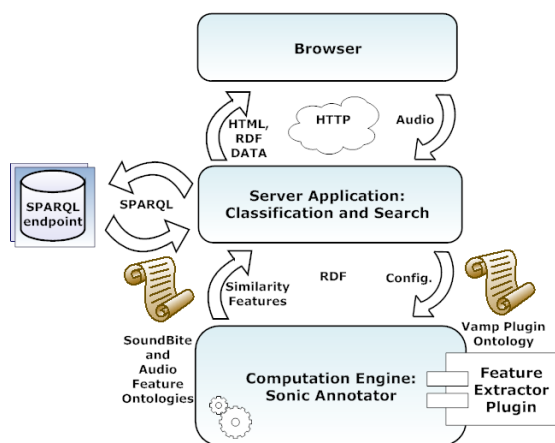 Browser
HTML,
RDF
DATA
HTTP
Audio
SPARQL
endpoint
SPARQL
Server Application:
Classification and Search
Similarity
Features
RDF
Config.
SoundBite
and
Audio
Feature
Ontologies
Vamp Plugin
Ontology
Computation Engine:
Sonic Annotator
Feature
Extractor
Plugin